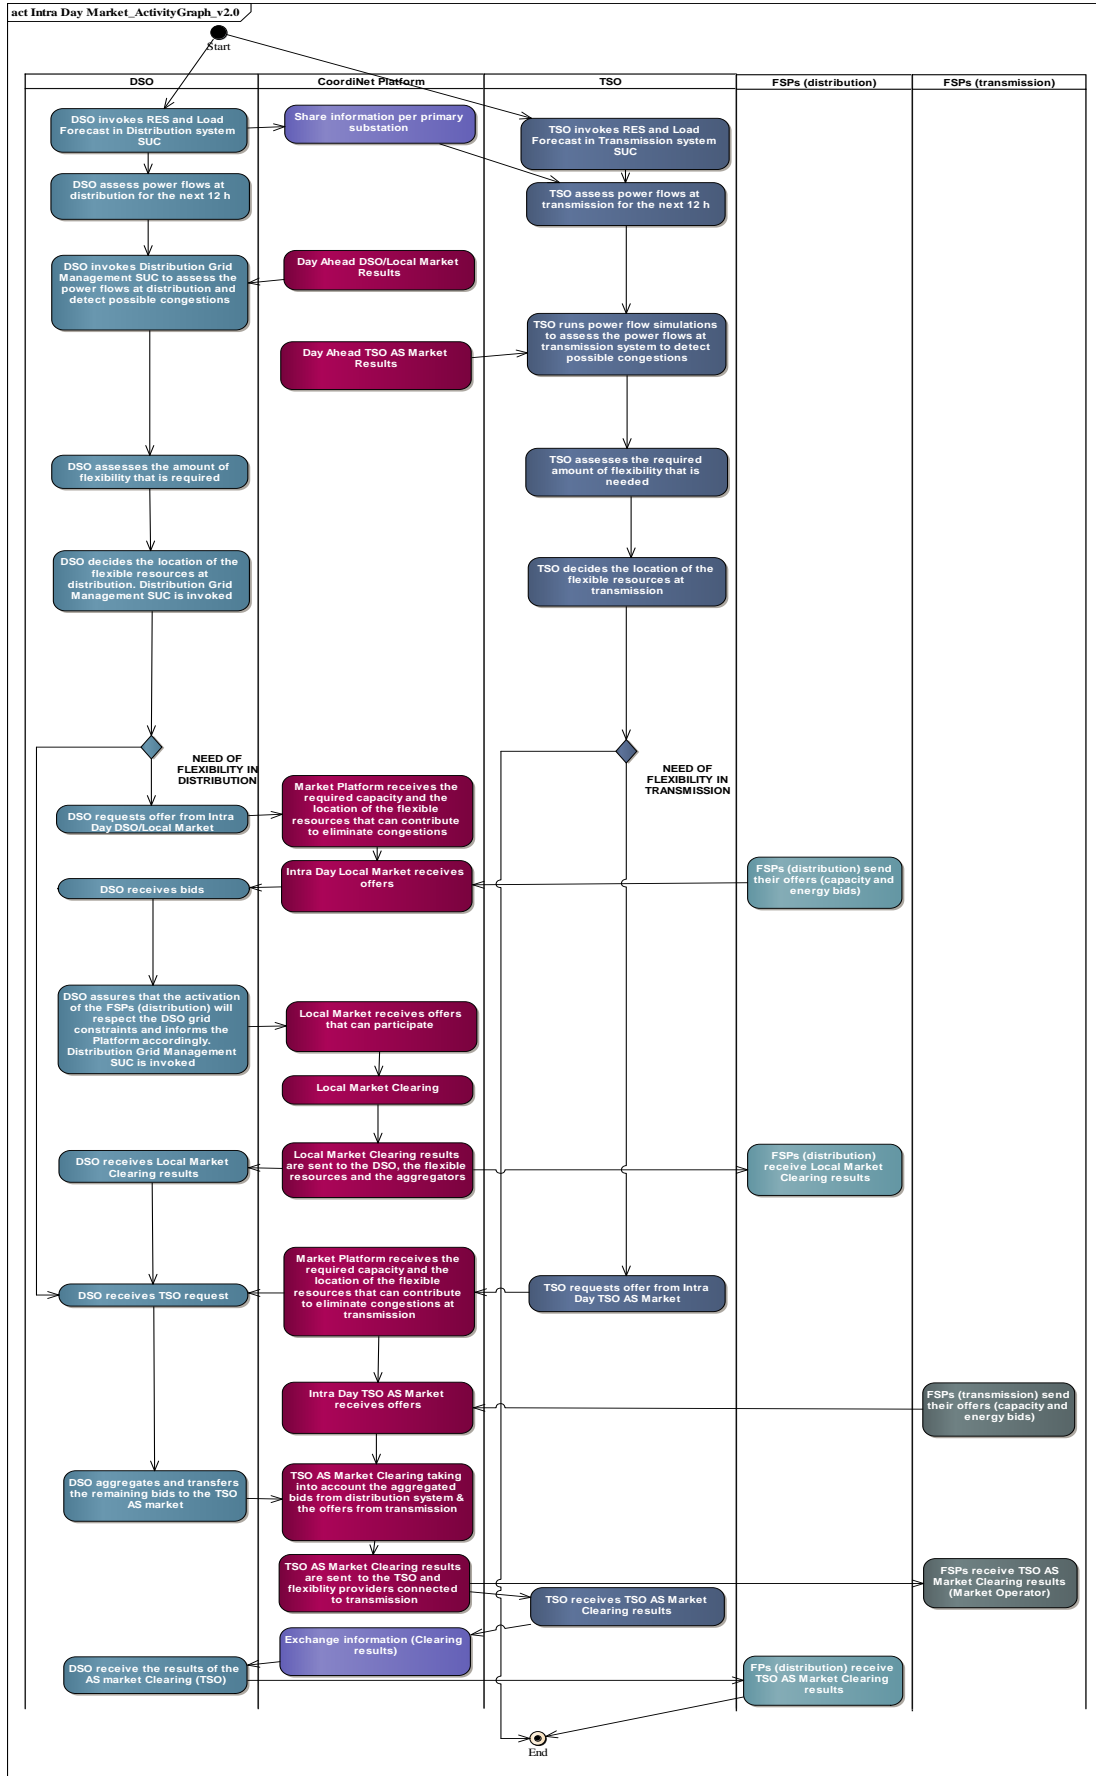 act Intra Day Market_ActivityGraph_v2.0
Start
DSO
CoordiNet Platform
TSO
FSPs (distribution)
FSPs (transmission)
DSO invokes RES and Load
Forecast in Distribution system
SUC
Share information per primary
substation
TSO invokes RES and Load
Forecast in Transmission system
SUC
DSO assess power flows at
distribution for the next 12 h
TSO assess power flows at
transmission for the next 12 h
DSO invokes Distribution Grid
Management SUC to assess the
power flows at distribution and
detect possible congestions
Day Ahead DSO/Local Market
Results
TSO runs power flow simulations
to assess the power flows at
transmission system to detect
possible congestions
Day Ahead TSO AS Market
Results
DSO assesses the amount of
flexibility that is required
TSO assesses the required
amount of flexibility that is
needed
DSO decides the location of the
flexible resources at
distribution. Distribution Grid
Management SUC is invoked
TSO decides the location of the
flexible resources at
transmission
NEED OF
FLEXIBILITY IN
DISTRIBUTION
NEED OF
FLEXIBILITY IN
TRANSMISSION
DSO requests offer from Intra
Day DSO/Local Market
Market Platform receives the
required capacity and the
location of the flexible
resources that can contribute
to eliminate congestions
DSO receives bids
Intra Day Local Market receives
offers
FSPs (distribution) send
their offers (capacity and
energy bids)
DSO assures that the activation
of the FSPs (distribution) will
respect the DSO grid
constraints and informs the
Platform accordingly.
Distribution Grid Management
SUC is invoked
Local Market receives offers
that can participate
Local Market Clearing
DSO receives Local Market
Clearing results
Local Market Clearing results
are sent to the DSO, the flexible
resources and the aggregators
FSPs (distribution)
receive Local Market
Clearing results
DSO receives TSO request
Market Platform receives the
required capacity and the
location of the flexible
resources that can contribute
to eliminate congestions at
transmission
TSO requests offer from Intra
Day TSO AS Market
Intra Day TSO AS Market
receives offers
FSPs (transmission) send
their offers (capacity and
energy bids)
DSO aggregates and transfers
the remaining bids to the TSO
AS market
TSO AS Market Clearing taking
into account the aggregated
bids from distribution system &
the offers from transmission
TSO AS Market Clearing results
are sent  to the TSO and
flexiblity providers connected
to transmission
TSO receives TSO AS Market
Clearing results
FSPs receive TSO AS
Market Clearing results
(Market Operator)
Exchange information (Clearing
results)
DSO receive the results of the
AS market Clearing (TSO)
FPs (distribution) receive
TSO AS Market Clearing
results
End